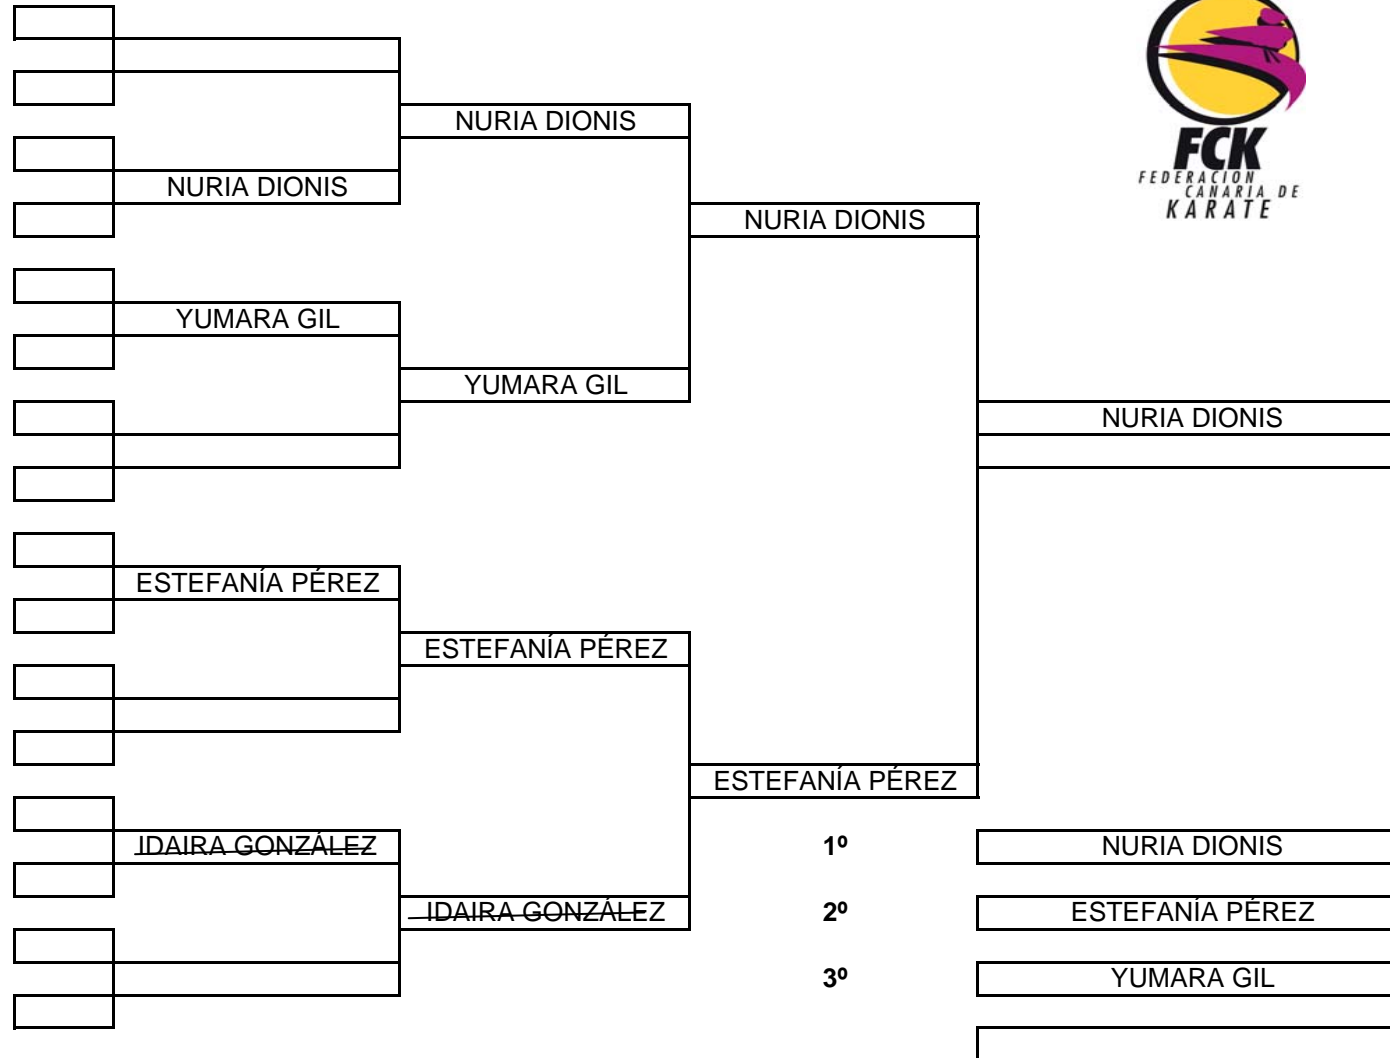 NURIA DIONIS
FCK
FEDERACION
CANARIA DE
KARATE
NURIA DIONIS
NURIA DIONIS
YUMARA GIL
YUMARA GIL
NURIA DIONIS
ESTEFANÍA PÉREZ
ESTEFANÍA PÉREZ
ESTEFANÍA PÉREZ
IDAIRA GONZÁLEZ
1º NURIA DIONIS
IDAIRA GONZÁLEZ
2º ESTEFANÍA PÉREZ
3º YUMARA GIL